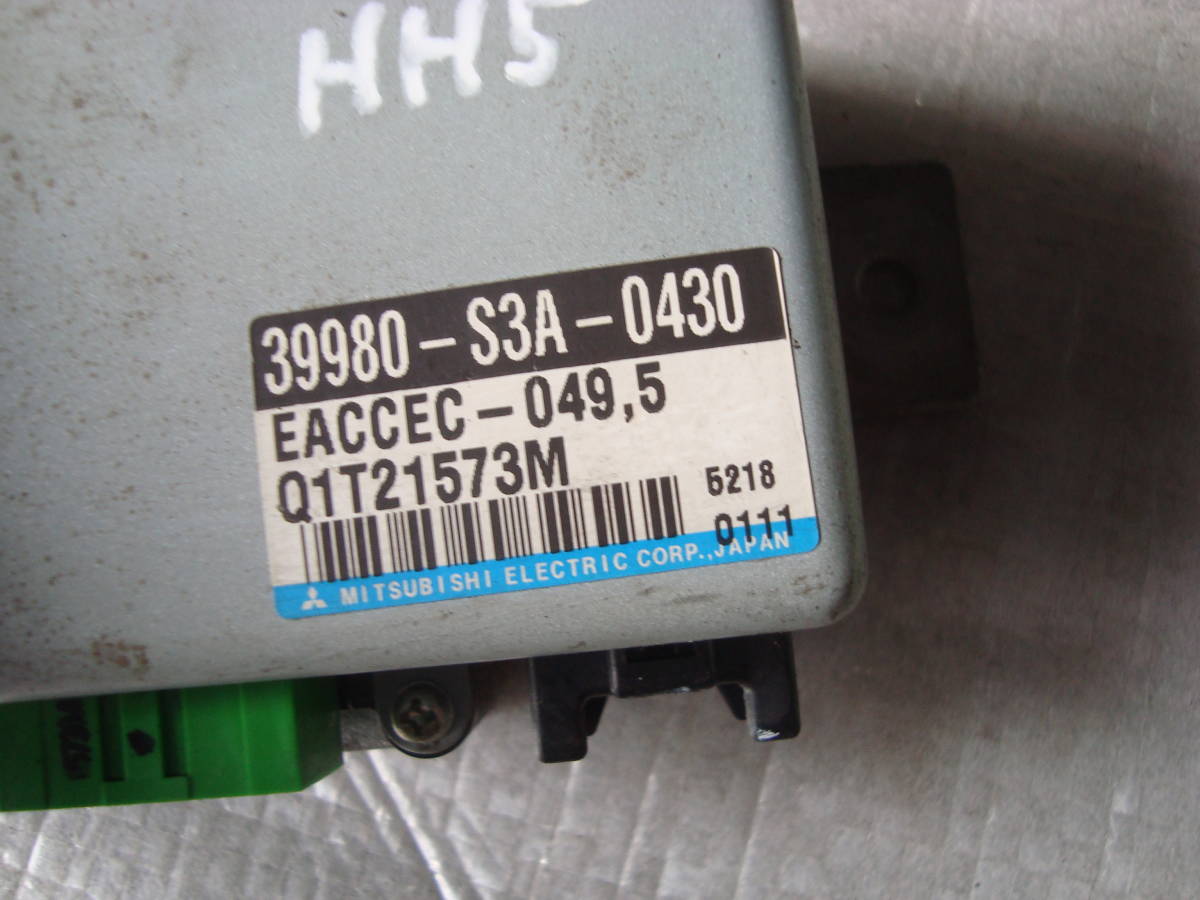 HH5
39980-S3A-0430
EACCEC-049,5
Q1T21573M
5218
0111
MITSUBISHI ELECTRIC CORP.,JAPAN